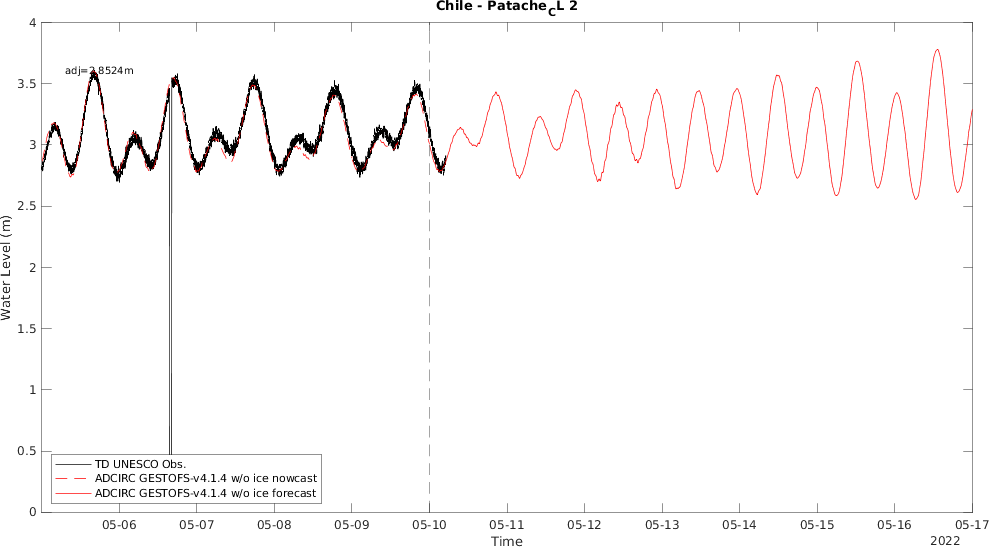 Chile - Patache_CL 2
adj=2.8524m
4
3.5
3
2.5
2
1.5
1
0.5
0
Water Level (m)
TD UNESCO Obs.
ADCIRC GESTOFS-v4.1.4 w/o ice nowcast
ADCIRC GESTOFS-v4.1.4 w/o ice forecast
05-06 05-07 05-08 05-09 05-10 05-11 05-12 05-13 05-14 05-15 05-16 05-17
Time
2022